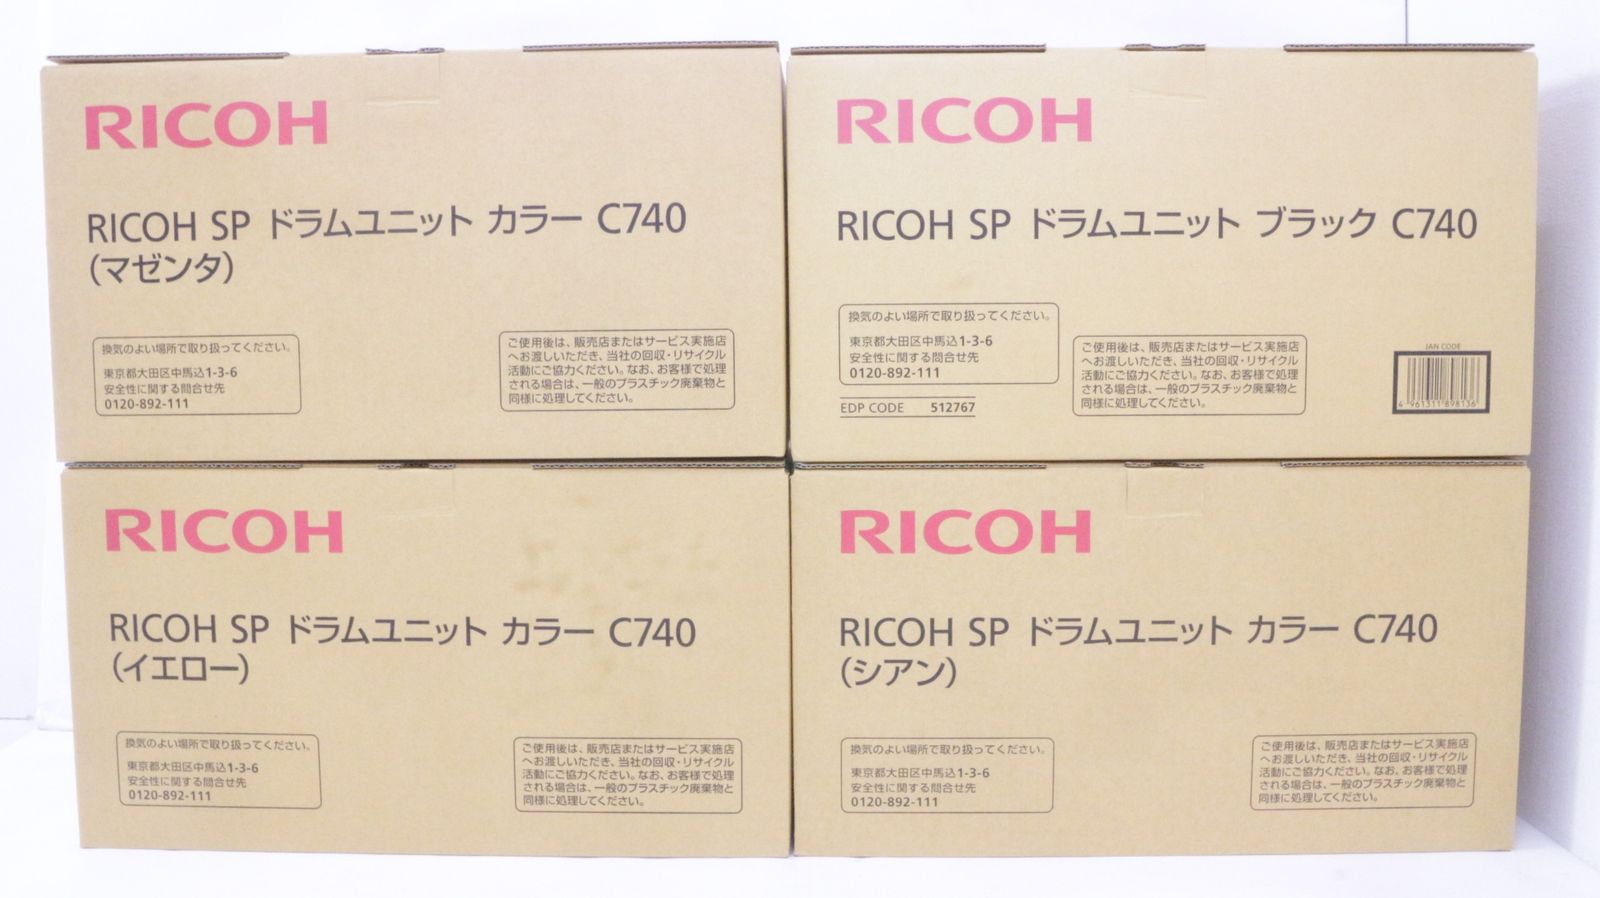 RICOH
RICOH SP ドラムユニット カラー C740
（マゼンタ）
換気のよい場所で取り扱ってください。
東京都大田区中馬込1-3-6
安全性に関する問合せ先
0120-892-111
ご使用後は、販売店またはサービス実施店
へお渡しいただき、当社の回収・リサイクル
活動にご協力ください。なお、お客様で処理
される場合は、一般のプラスチック廃棄物と
同様に処理してください。
RICOH
RICOH SP ドラムユニット ブラック C740
換気のよい場所で取り扱ってください。
東京都大田区中馬込1-3-6
安全性に関する問合せ先
0120-892-111
EDP CODE 512767
ご使用後は、販売店またはサービス実施店
へお渡しいただき、当社の回収・リサイクル
活動にご協力ください。なお、お客様で処理
される場合は、一般のプラスチック廃棄物と
同様に処理してください。
JAN CODE
4 961311 898136
RICOH
RICOH SP ドラムユニット カラー C740
（イエロー）
換気のよい場所で取り扱ってください。
東京都大田区中馬込1-3-6
安全性に関する問合せ先
0120-892-111
ご使用後は、販売店またはサービス実施店
へお渡しいただき、当社の回収・リサイクル
活動にご協力ください。なお、お客様で処理
される場合は、一般のプラスチック廃棄物と
同様に処理してください。
RICOH
RICOH SP ドラムユニット カラー C740
（シアン）
換気のよい場所で取り扱ってください。
東京都大田区中馬込1-3-6
安全性に関する問合せ先
0120-892-111
ご使用後は、販売店またはサービス実施店
へお渡しいただき、当社の回収・リサイクル
活動にご協力ください。なお、お客様で処理
される場合は、一般のプラスチック廃棄物と
同様に処理してください。